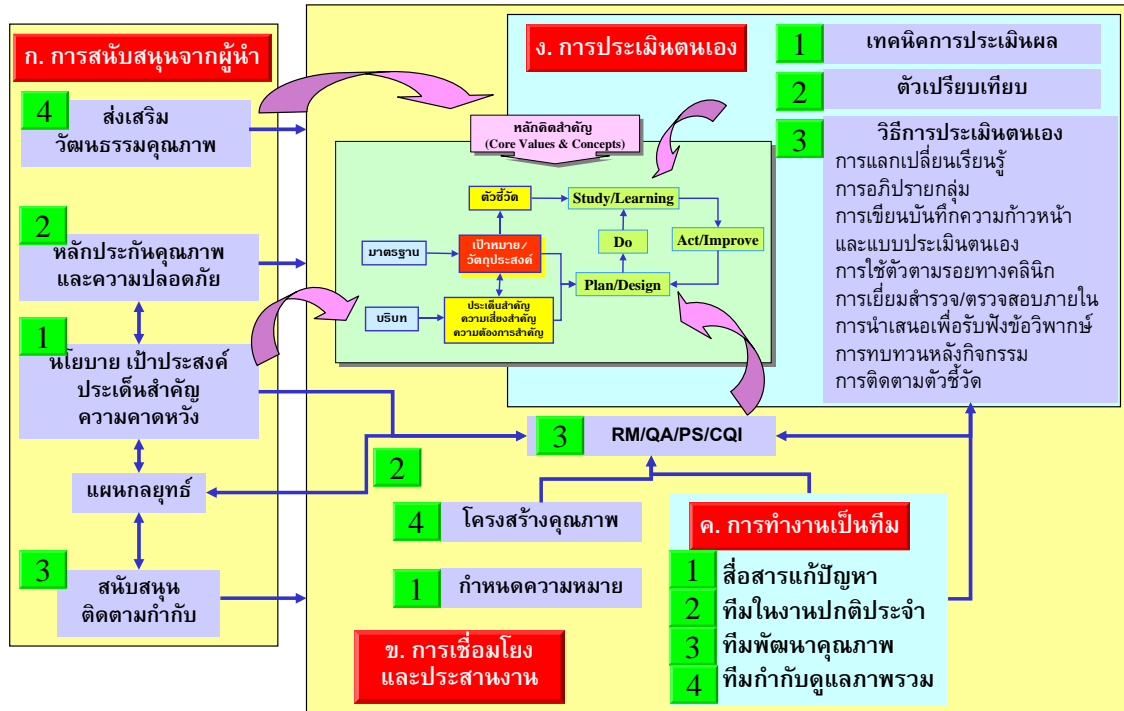 ก. การสนับสนุนจากผู้นำ
4
ส่งเสริม
วัฒนธรรมคุณภาพ
2
หลักประกันคุณภาพ
และความปลอดภัย
1
นโยบาย เป้าประสงค์
ประเด็นสำคัญ
ความคาดหวัง
แผนกลยุทธ์
3
สนับสนุน
ติดตามกำกับ
ง. การประเมินตนเอง
1
เทคนิคการประเมินผล
2
ตัวเปรียบเทียบ
3
วิธีการประเมินตนเอง
การแลกเปลี่ยนเรียนรู้
การอภิปรายกลุ่ม
การเขียนบันทึกความก้าวหน้า
และแบบประเมินตนเอง
การใช้ตัวตามรอยทางคลินิก
การเยี่ยมสำรวจ/ตรวจสอบภายใน
การนำเสนอเพื่อรับฟังข้อวิพากษ์
การทบทวนหลังกิจกรรม
การติดตามตัวชี้วัด
หลักคิดสำคัญ
(Core Values & Concepts)
ตัวชี้วัด
Study/Learning
มาตรฐาน
เป้าหมาย/
วัตถุประสงค์
Do
Act/Improve
Plan/Design
บริบท
ประเด็นสำคัญ
ความเสี่ยงสำคัญ
ความต้องการสำคัญ
3
RM/QA/PS/CQI
2
4
โครงสร้างคุณภาพ
1
กำหนดความหมาย
ข. การเชื่อมโยง
และประสานงาน
ค. การทำงานเป็นทีม
1
สื่อสารแก้ปัญหา
2
ทีมในงานปกติประจำ
3
ทีมพัฒนาคุณภาพ
4
ทีมกำกับดูแลภาพรวม